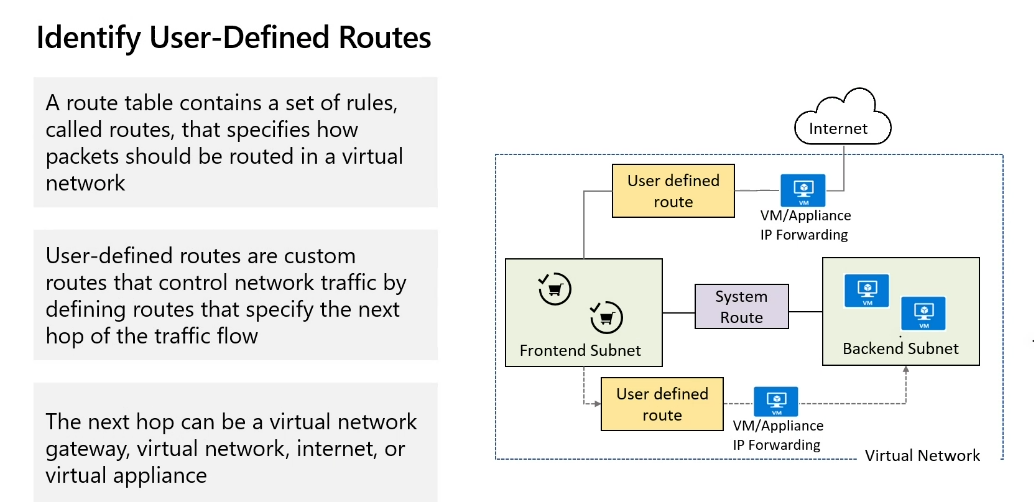 Identify User-Defined Routes
A route table contains a set of rules,
called routes, that specifies how
packets should be routed in a virtual
network
User-defined routes are custom
routes that control network traffic by
defining routes that specify the next
hop of the traffic flow
The next hop can be a virtual network
gateway, virtual network, internet, or
virtual appliance
Internet
User defined
route
VM
VM/Appliance
IP Forwarding
System
Route
VM
VM
Frontend Subnet
Backend Subnet
User defined
route
VM
VM/Appliance
IP Forwarding
Virtual Network